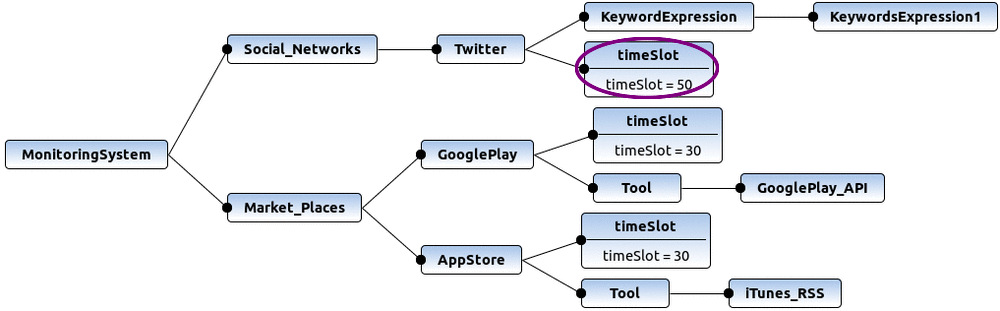 KeywordExpression
KeywordsExpression1
Social_Networks
Twitter
timeSlot
timeSlot = 50
timeSlot
timeSlot = 30
MonitoringSystem
GooglePlay
Tool
GooglePlay_API
Market_Places
timeSlot
timeSlot = 30
AppStore
Tool
iTunes_RSS